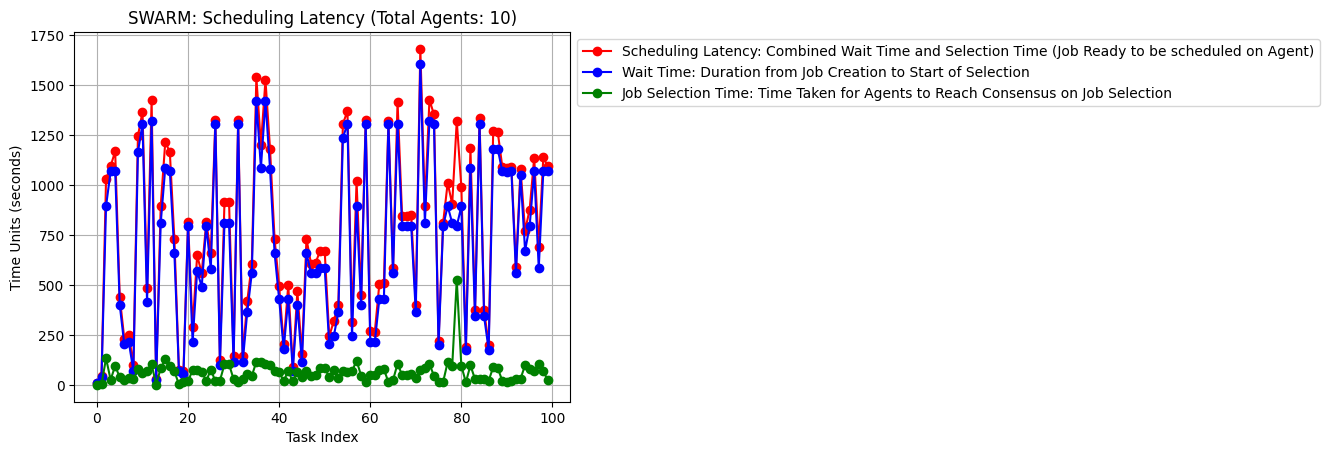 SWARM: Scheduling Latency (Total Agents: 10)
Scheduling Latency: Combined Wait Time and Selection Time (Job Ready to be scheduled on Agent)
Wait Time: Duration from Job Creation to Start of Selection
Job Selection Time: Time Taken for Agents to Reach Consensus on Job Selection
Time Units (seconds)
1750
1500
1250
1000
750
500
250
0
0
20
40
60
80
100
Task Index